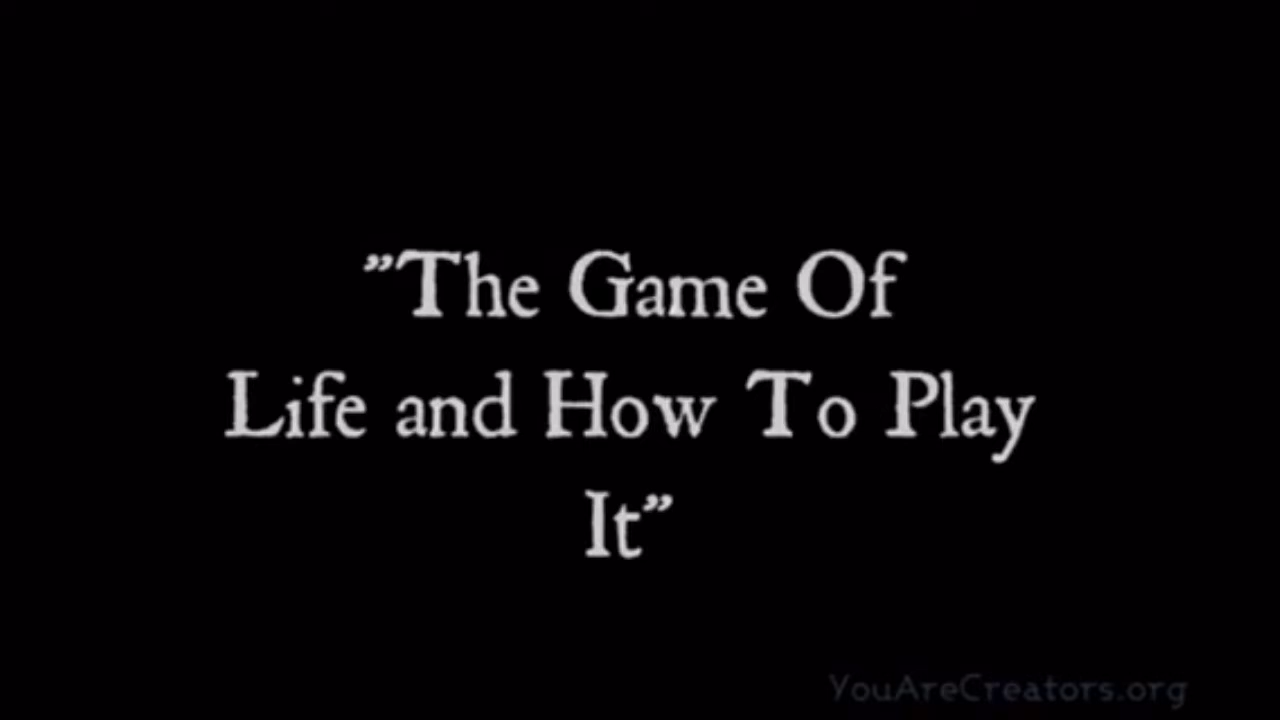 ”The Game Of
Life and How To Play
It”
YouAreCreators.org